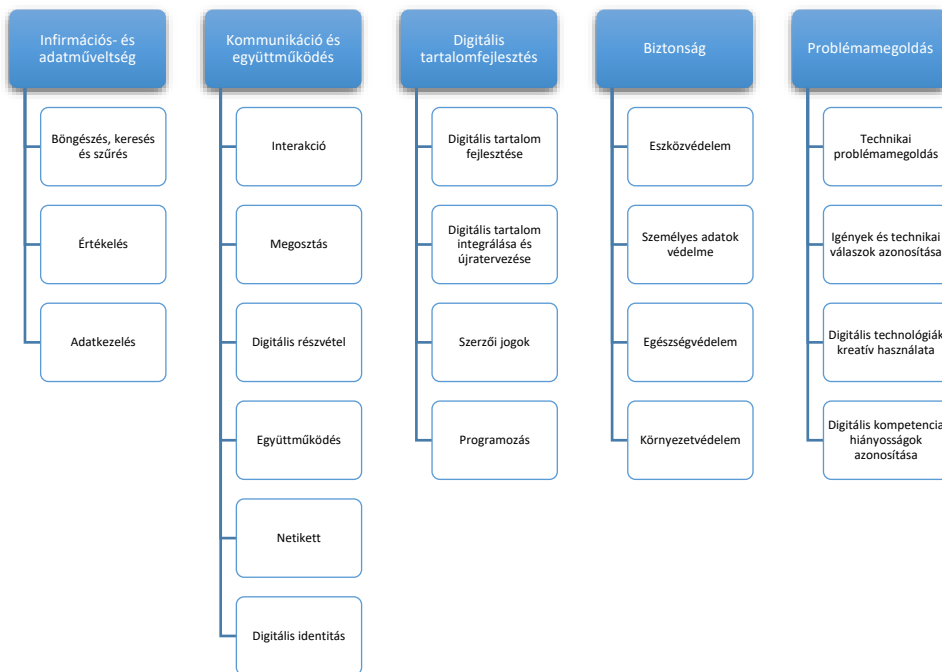 Infirmációs- és
adatműveltség
Böngészés, keresés
és szűrés
Értékelés
Adatkezelés
Kommunikáció és
együttműködés
Interakció
Megosztás
Digitális részvétel
Együttműködés
Netikett
Digitális identitás
Digitális
tartalomfejlesztés
Digitális tartalom
fejlesztése
Digitális tartalom
integrálása és
újratervezése
Szerzői jogok
Programozás
Biztonság
Eszközvédelem
Személyes adatok
védelme
Egészségvédelem
Környezetvédelem
Problémamegoldás
Technikai
problémamegoldás
Igények és technikai
válaszok azonosítása
Digitális technológiák
kreatív használata
Digitális kompetencia
hiányosságok
azonosítása